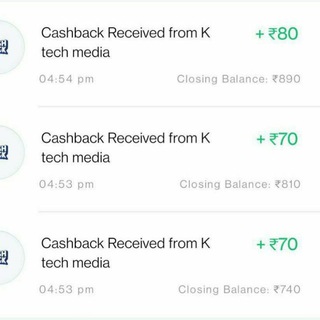 Cashback Received from K
+ ₹80
tech media
04:54 pm
Closing Balance: ₹890
Cashback Received from K
+ ₹70
tech media
04:53 pm
Closing Balance: ₹810
Cashback Received from K
+ ₹70
tech media
04:53 pm
Closing Balance: ₹740